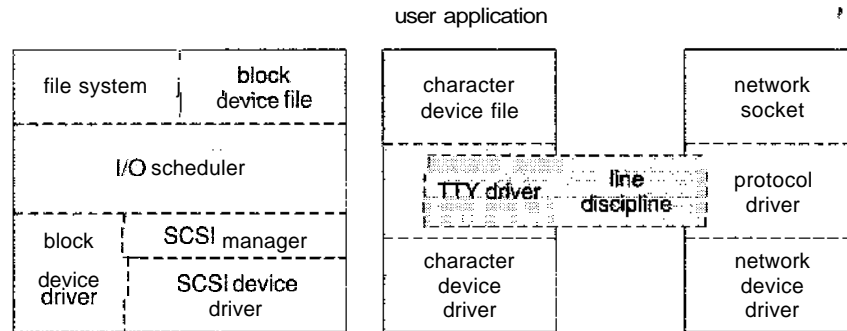 user application
file system
block
device file
character
device file
network
socket
I/O scheduler
TTY driver
line
discipline
protocol
driver
block
device
driver
SCSI manager
SCSI device
driver
character
device
driver
network
device
driver